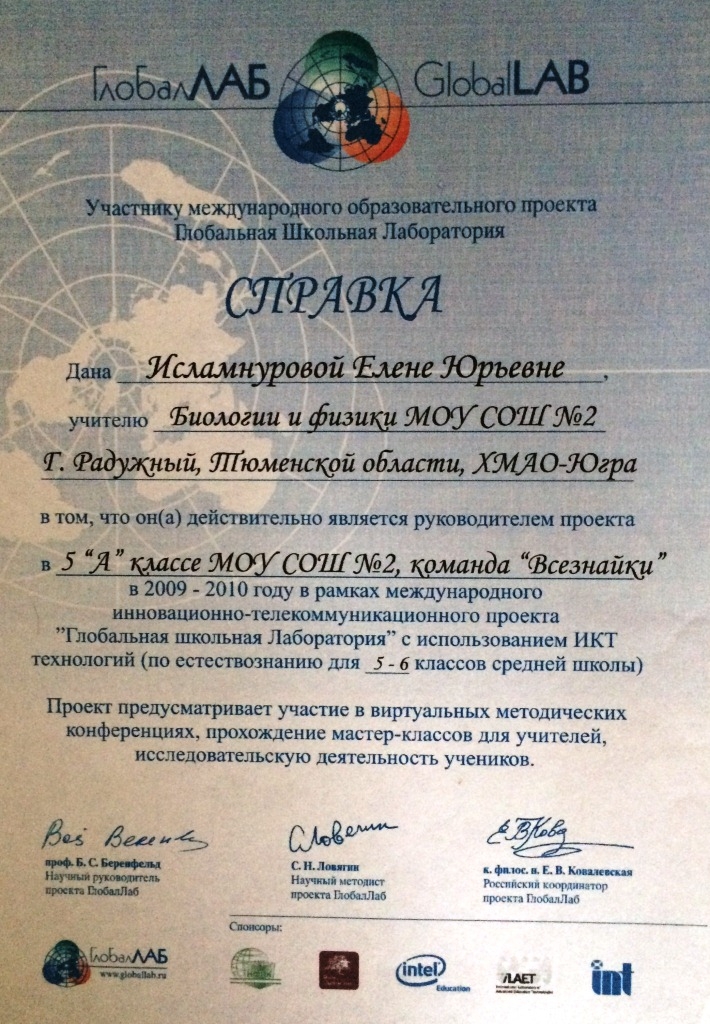 ГлобалЛАБ GlobalLAB
Участнику международного образовательного проекта
Глобальная Школьная Лаборатория
СПРАВКА
Дана Исламнуровой Елене Юрьевне,
учителю Биологии и физики МОУ СОШ №2
Г. Радужный, Тюменской области, ХМАО-Югра
в том, что он(а) действительно является руководителем проекта
в 5 “А” классе МОУ СОШ №2, команда “Всезнайки”
в 2009 - 2010 году в рамках международного
инновационно-телекоммуникационного проекта
”Глобальная школьная Лаборатория” с использованием ИКТ
технологий (по естествознанию для 5 - 6 классов средней школы)
Проект предусматривает участие в виртуальных методических
конференциях, прохождение мастер-классов для учителей,
исследовательскую деятельность учеников.
проф. Б. С. Беренфельд
Научный руководитель
проекта ГлобалЛаб
С. Н. Ловягин
Научный методист
проекта ГлобалЛаб
к. филос. н. Е. В. Ковалевская
Российский координатор
проекта ГлобалЛаб
Спонсоры:
ГлобалЛАБ
www.globallab.ru
intel Education
ILAET
int